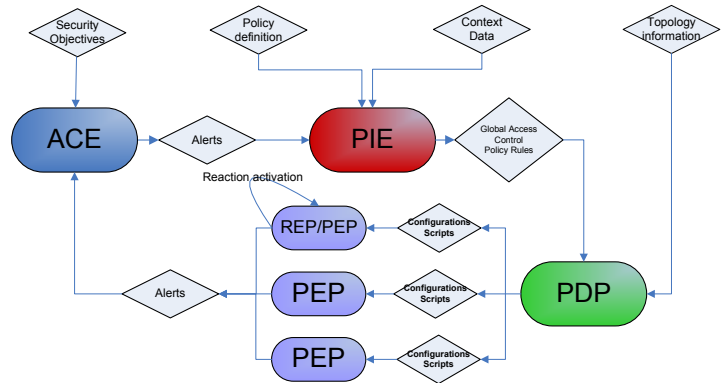 Security
Objectives
Policy
definition
Context
Data
Topology
information
ACE
Alerts
PIE
Global Access
Control
Policy Rules
Reaction activation
REP/PEP
Configurations
Scripts
Alerts
PEP
Configurations
Scripts
PDP
PEP
Configurations
Scripts